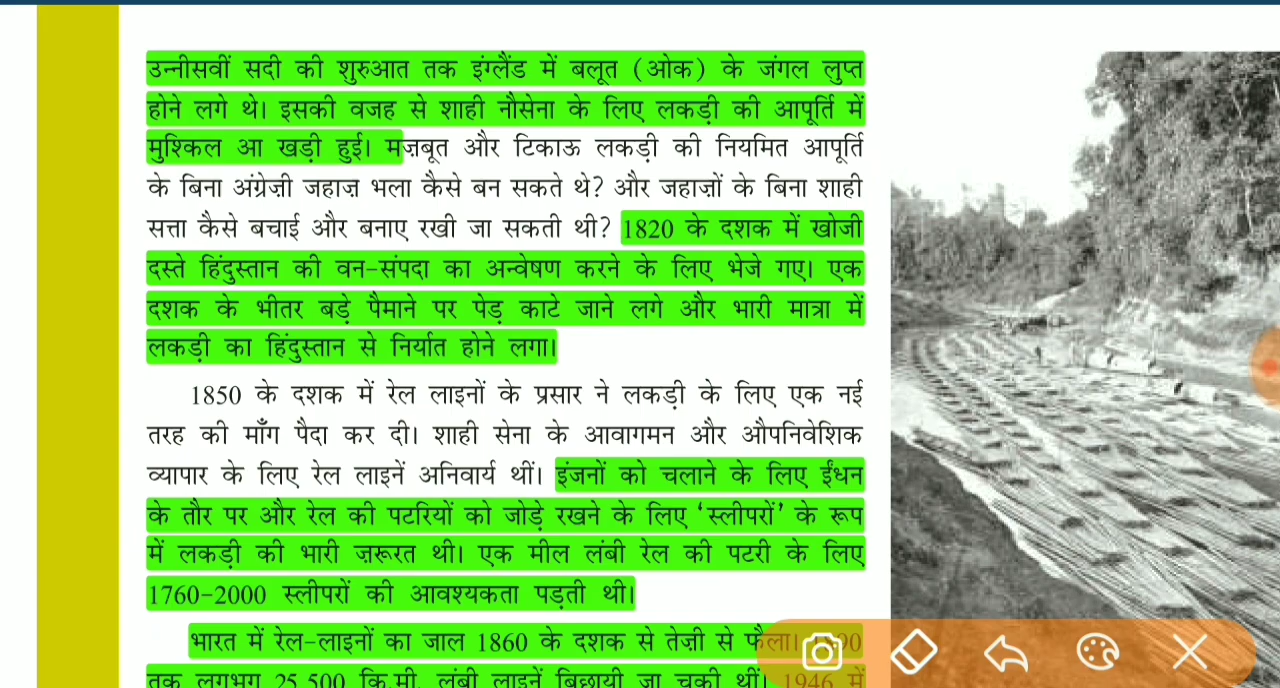 उन्नीसवीं सदी की शुरुआत तक इंग्लैंड में बलूत (ओक) के जंगल लुप्त
होने लगे थे। इसकी वजह से शाही नौसेना के लिए लकड़ी की आपूर्ति में
मुश्किल आ खड़ी हुई। मज़बूत और टिकाऊ लकड़ी की नियमित आपूर्ति
के बिना अंग्रेज़ी जहाज़ भला कैसे बन सकते थे? और जहाज़ों के बिना शाही
सत्ता कैसे बचाई और बनाए रखी जा सकती थी? 1820 के दशक में खोजी
दस्ते हिंदुस्तान की वन-संपदा का अन्वेषण करने के लिए भेजे गए। एक
दशक के भीतर बड़े पैमाने पर पेड़ काटे जाने लगे और भारी मात्रा में
लकड़ी का हिंदुस्तान से निर्यात होने लगा।
1850 के दशक में रेल लाइनों के प्रसार ने लकड़ी के लिए एक नई
तरह की माँग पैदा कर दी। शाही सेना के आवागमन और औपनिवेशिक
व्यापार के लिए रेल लाइनें अनिवार्य थीं। इंजनों को चलाने के लिए ईंधन
के तौर पर और रेल की पटरियों को जोड़े रखने के लिए ‘स्लीपरों’ के रूप
में लकड़ी की भारी ज़रूरत थी। एक मील लंबी रेल की पटरी के लिए
1760-2000 स्लीपरों की आवश्यकता पड़ती थी।
भारत में रेल-लाइनों का जाल 1860 के दशक से तेज़ी से फैला।
तक लगभग 25,500 कि.मी. लंबी लाइनें बिछायी जा चुकी थीं। 1946 में